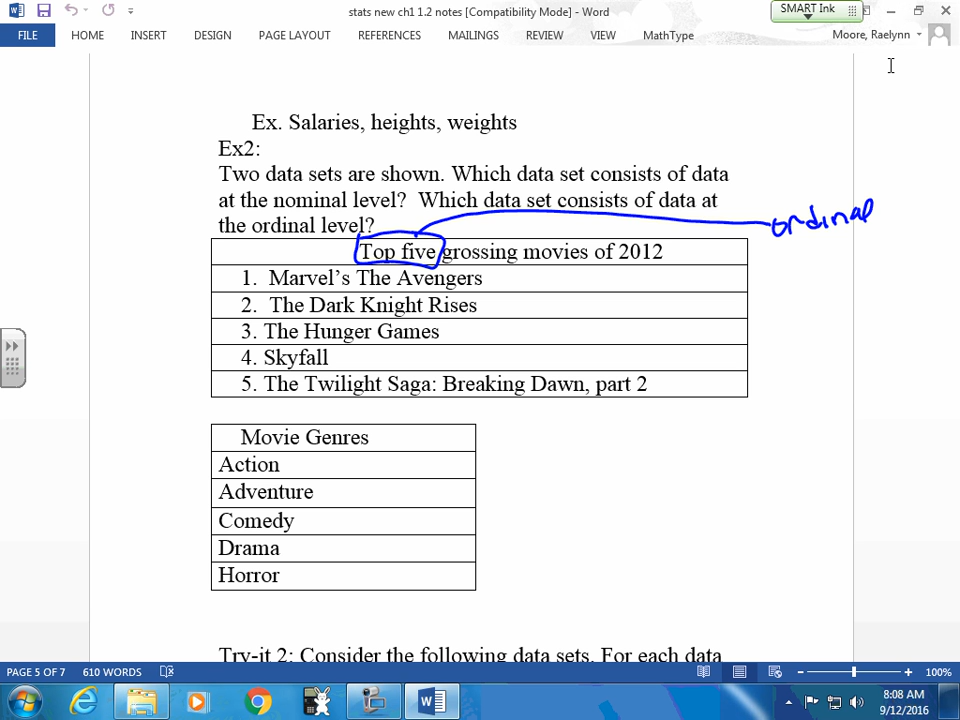 stats new ch1 1.2 notes [Compatibility Mode] - Word
SMART Ink
FILE HOME INSERT DESIGN PAGE LAYOUT REFERENCES MAILINGS REVIEW VIEW MathType Moore, Raelynn
Ex. Salaries, heights, weights
Ex2:
Two data sets are shown. Which data set consists of data
at the nominal level? Which data set consists of data at
the ordinal level?
ordinal
Top five grossing movies of 2012
1. Marvel's The Avengers
2. The Dark Knight Rises
3. The Hunger Games
4. Skyfall
5. The Twilight Saga: Breaking Dawn, part 2
Movie Genres
Action
Adventure
Comedy
Drama
Horror
Try-it 2: Consider the following data sets. For each data
PAGE 5 OF 7 610 WORDS 100%
8:08 AM
9/12/2016